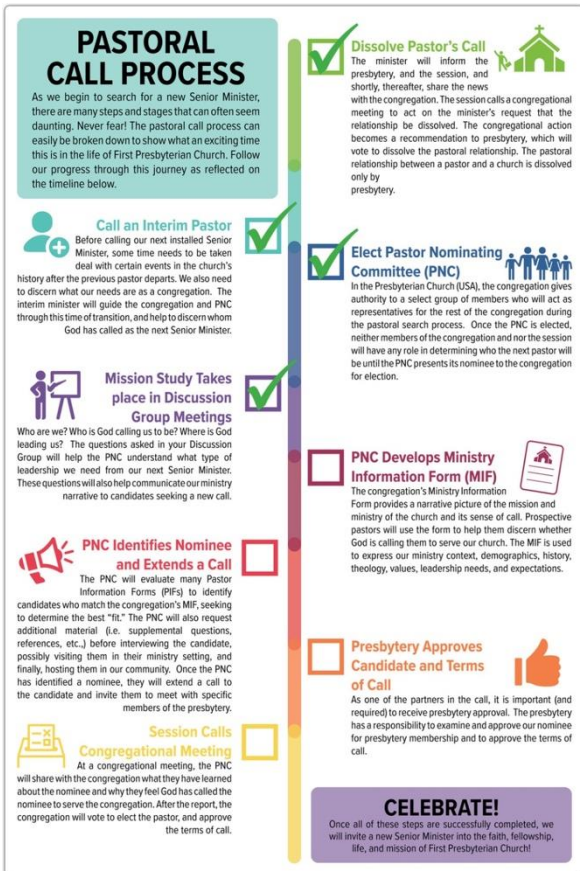 PASTORAL
CALL PROCESS
As we begin to search for a new Senior Minister,
there are many steps and stages that can often seem
daunting. Never fear! The pastoral call process can
easily be broken down to show what an exciting time
this is in the life of First Presbyterian Church. Follow
our progress through this journey as reflected on
the timeline below.
Dissolve Pastor's Call
The minister will inform the
presbytery, and the session, and
shortly, thereafter, share the news
with the congregation. The session calls a congregational
meeting to act on the minister's request that the
relationship be dissolved. The congregational action
becomes a recommendation to presbytery, which will
vote to dissolve the pastoral relationship. The pastoral
relationship between a pastor and a church is dissolved
only by
presbytery.
Call an Interim Pastor
Before calling our next installed Senior
Minister, some time needs to be taken
deal with certain events in the church's
history after the previous pastor departs. We also need
to discern what our needs are as a congregation. The
interim minister will guide the congregation and PNC
through this time of transition, and help to discern whom
God has called as the next Senior Minister.
Elect Pastor Nominating
Committee (PNC)
In the Presbyterian Church (USA), the congregation gives
authority to a select group of members who will act as
representatives for the rest of the congregation during
the pastoral search process. Once the PNC is elected,
neither members of the congregation and nor the session
will have any role in determining who the next pastor will
be until the PNC presents its nominee to the congregation
for election.
Mission Study Takes
place in Discussion
Group Meetings
Who are we? Who is God calling us to be? Where is God
leading us? The questions asked in your Discussion
Group will help the PNC understand what type of
leadership we need from our next Senior Minister.
These questions will also help communicate our ministry
narrative to candidates seeking a new call.
PNC Develops Ministry
Information Form (MIF)
The congregation's Ministry Information
Form provides a narrative picture of the mission and
ministry of the church and its sense of call. Prospective
pastors will use the form to help them discern whether
God is calling them to serve our church. The MIF is used
to express our ministry context, demographics, history,
theology, values, leadership needs, and expectations.
PNC Identifies Nominee
and Extends a Call
The PNC will evaluate many Pastor
Information Forms (PIFs) to identify
candidates who match the congregation's MIF, seeking
to determine the best "fit." The PNC will also request
additional material (i.e. supplemental questions,
references, etc.,) before interviewing the candidate,
possibly visiting them in their ministry setting, and
finally, hosting them in our community. Once the PNC
has identified a nominee, they will extend a call to
the candidate and invite them to meet with specific
members of the presbytery.
Presbytery Approves
Candidate and Terms
of Call
As one of the partners in the call, it is important (and
required) to receive presbytery approval. The presbytery
has a responsibility to examine and approve our nominee
for presbytery membership and to approve the terms of
call.
Session Calls
Congregational Meeting
At a congregational meeting, the PNC
will share with the congregation what they have learned
about the nominee and why they feel God has called the
nominee to serve the congregation. After the report, the
congregation will vote to elect the pastor, and approve
the terms of call.
CELEBRATE!
Once all of these steps are successfully completed, we
will invite a new Senior Minister into the faith, fellowship,
life, and mission of First Presbyterian Church!